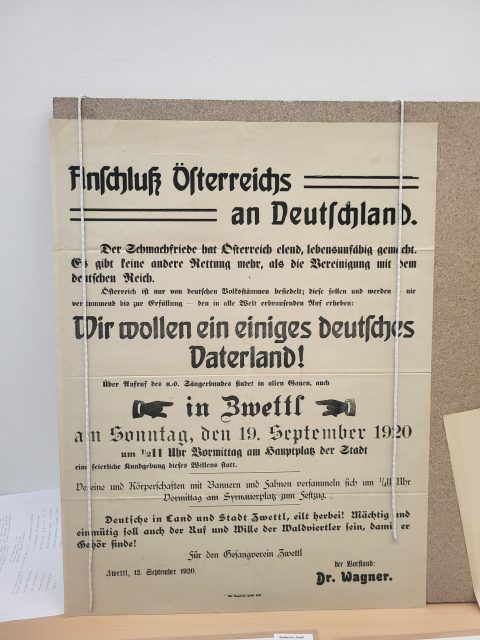 Anschluß Österreichs
an Deutschland.
Der Schmachfriede hat Österreich elend, lebensunfähig gemacht.
Es gibt keine andere Rettung mehr, als die Vereinigung mit dem
deutschen Reich.
Österreich ist nur von deutschen Volksstämmen besiedelt; diese sollen und werden – nie
verstummend bis zur Erfüllung – den in alle Welt erbrausenden Ruf erheben:
Wir wollen ein einiges deutsches
Vaterland!
Über Aufruf des n.ö. Sängerbundes findet in allen Gauen, auch
in Zwettl
am Sonntag, den 19. September 1920
um ½11 Uhr Vormittag am Hauptplatz der Stadt
eine feierliche Kundgebung dieses Willens statt.
Vereine und Körperschaften mit Bannern und Fahnen versammeln sich um Uhr
Vormittag am Syrnauerplatz zum Festzug.
Deutsche in Land und Stadt Zwettl, eilt herbei! Mächtig und
einmütig soll auch der Ruf und Wille der Waldviertler sein, damit er
Gehör finde!
Für den Gesangverein Zwettl
Zwettl, 12. September 1920.
der Vorstand:
Dr. Wagner.